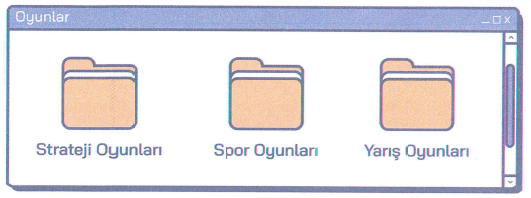 Oyunlar
Strateji Oyunları
Spor Oyunları
Yarış Oyunları